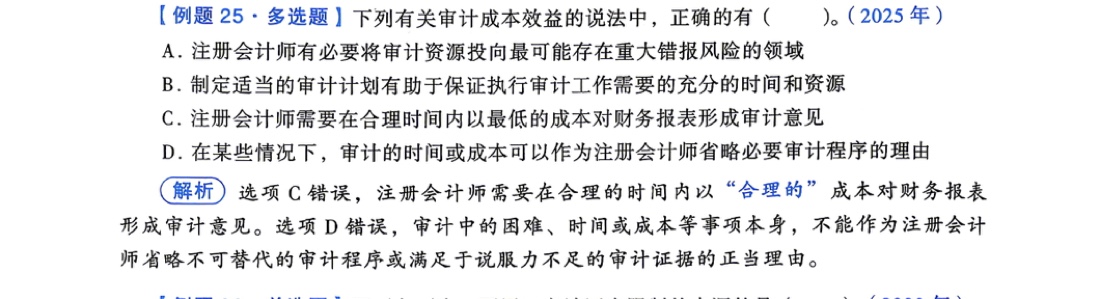 【例题 25·多选题】下列有关审计成本效益的说法中，正确的有（　　）。（2025 年）
A. 注册会计师有必要将审计资源投向最可能存在重大错报风险的领域
B. 制定适当的审计计划有助于保证执行审计工作需要的充分的时间和资源
C. 注册会计师需要在合理时间内以最低的成本对财务报表形成审计意见
D. 在某些情况下，审计的时间或成本可以作为注册会计师省略必要审计程序的理由
解析 选项 C 错误，注册会计师需要在合理的时间内以“合理的”成本对财务报表
形成审计意见。选项 D 错误，审计中的困难、时间或成本等事项本身，不能作为注册会计
师省略不可替代的审计程序或满足于说服力不足的审计证据的正当理由。